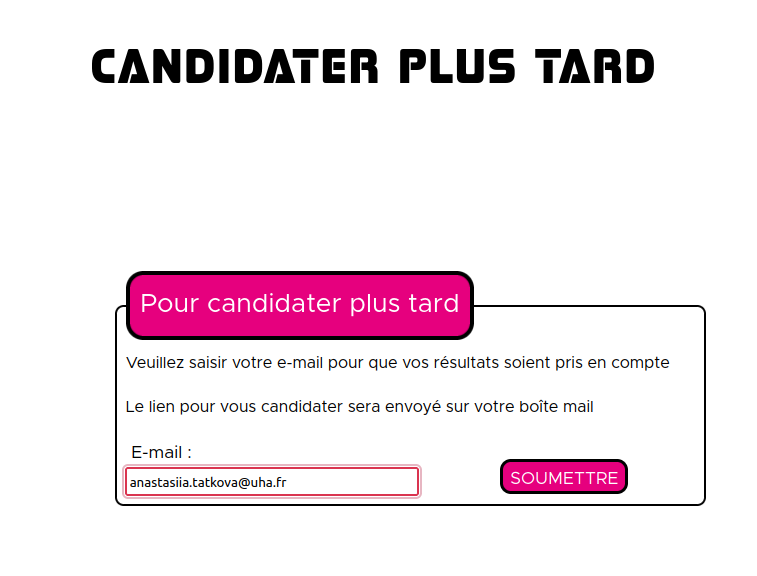 CANDIDATER PLUS TARD
Pour candidater plus tard
Veuillez saisir votre e-mail pour que vos résultats soient pris en compte
Le lien pour vous candidater sera envoyé sur votre boîte mail
E-mail :
anastasiia.tatkova@uha.fr
SOUMETTRE